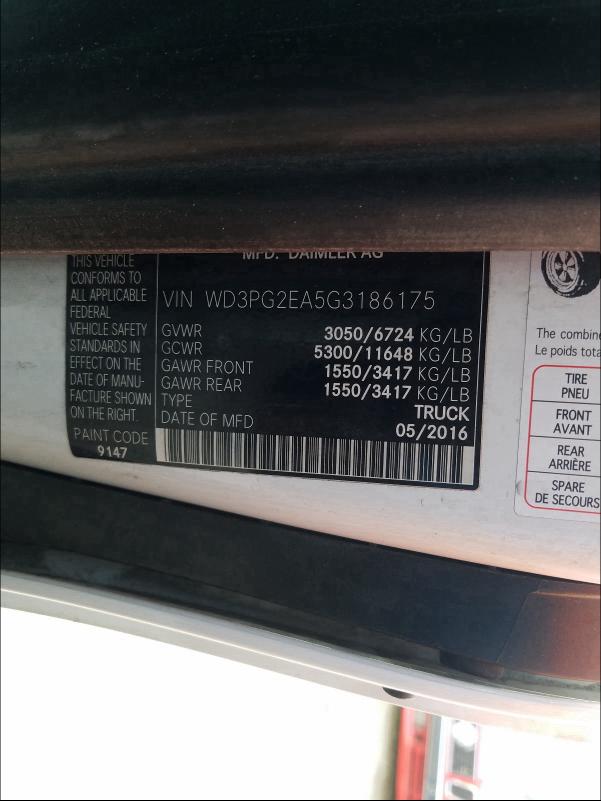 MFD. DAIMLER AG
THIS VEHICLE
CONFORMS TO
ALL APPLICABLE
FEDERAL
VEHICLE SAFETY
STANDARDS IN
EFFECT ON THE
DATE OF MANU-
FACTURE SHOWN
ON THE RIGHT.
PAINT CODE
9147
VIN WD3PG2EA5G3186175
GVWR 3050/6724 KG/LB
GCWR 5300/11648 KG/LB
GAWR FRONT 1550/3417 KG/LB
GAWR REAR 1550/3417 KG/LB
TYPE TRUCK
DATE OF MFD 05/2016
The combine
Le poids tota
TIRE
PNEU
FRONT
AVANT
REAR
ARRIÈRE
SPARE
DE SECOURS